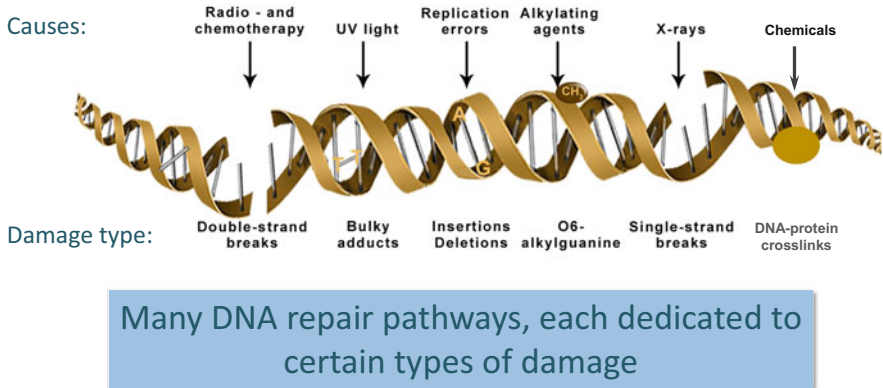 Causes:
Radio - and
chemotherapy
UV light
Replication
errors
Alkylating
agents
X-rays
Chemicals
CH3
A
T T
G
Damage type:
Double-strand
breaks
Bulky
adducts
Insertions
Deletions
O6-
alkylguanine
Single-strand
breaks
DNA-protein
crosslinks
Many DNA repair pathways, each dedicated to
certain types of damage